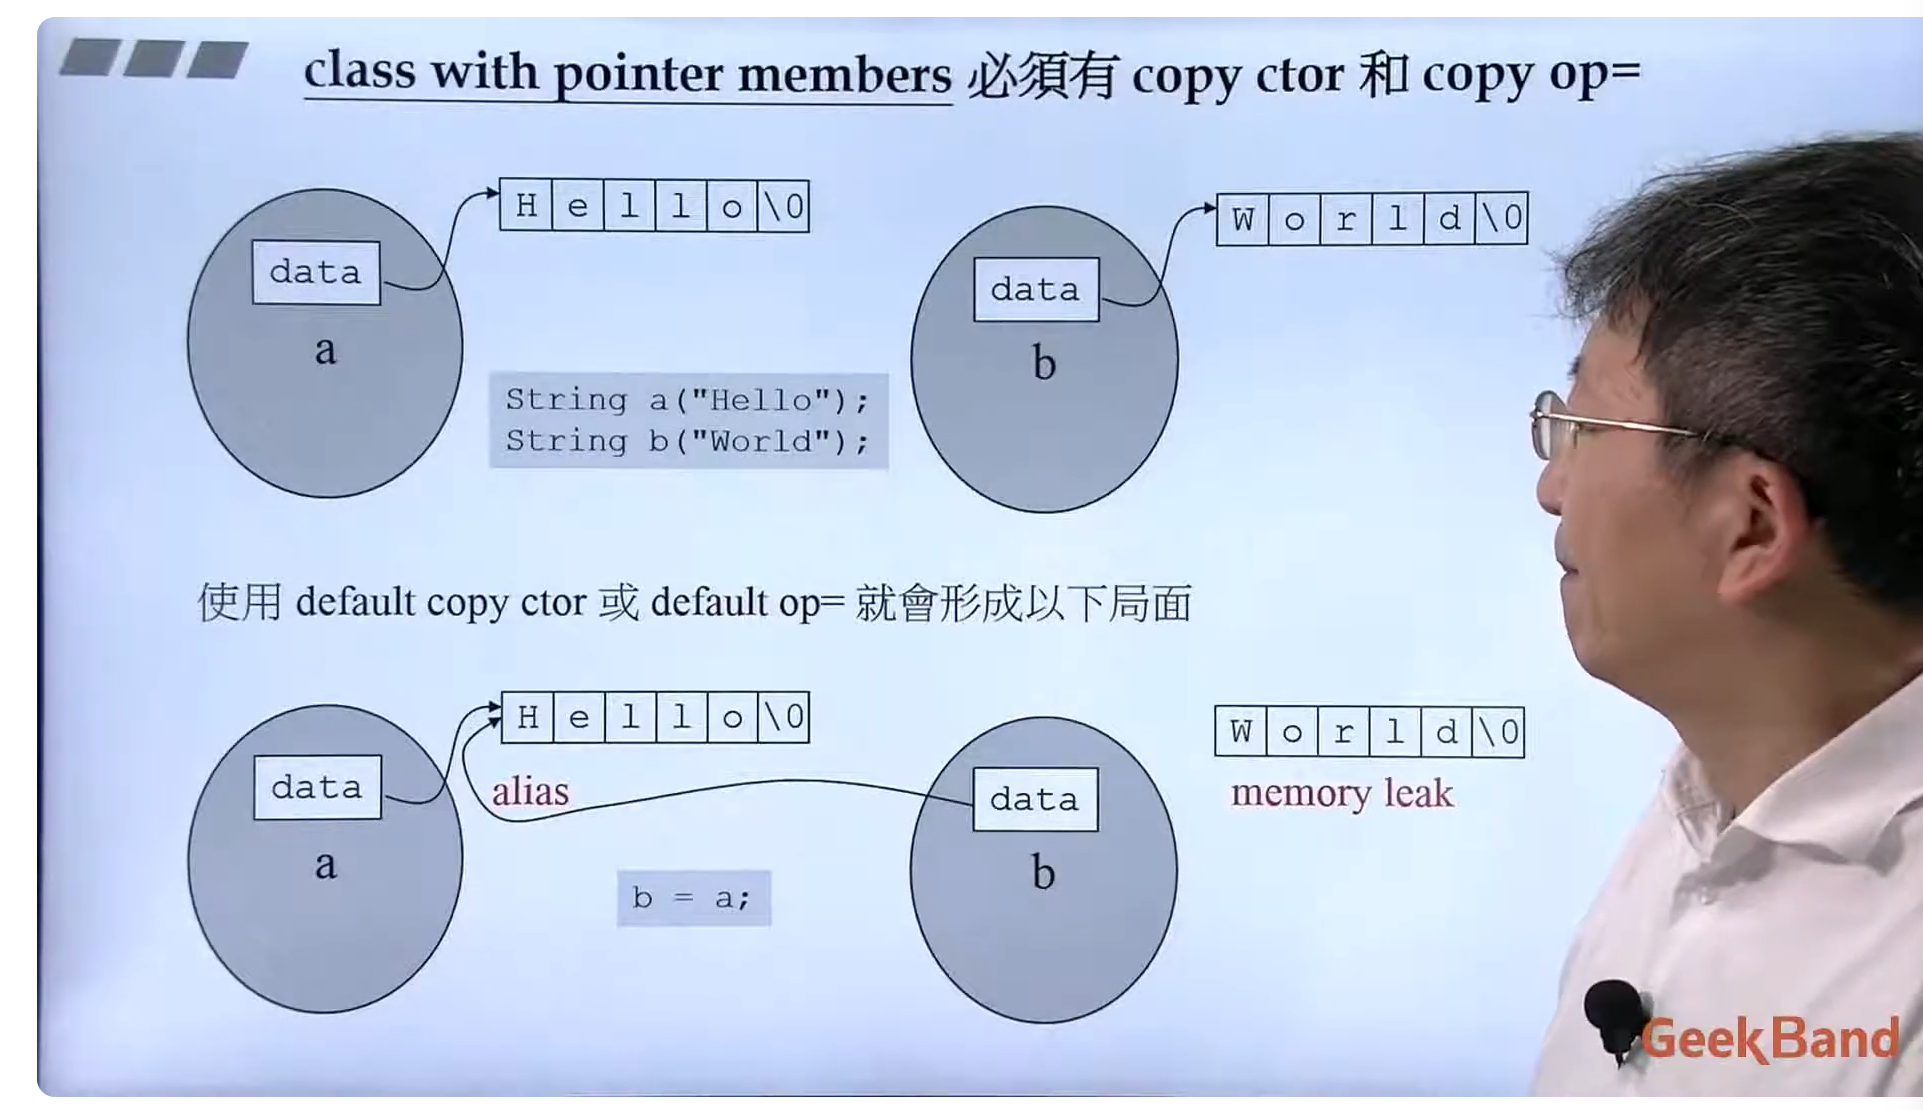 class with pointer members 必須有 copy ctor 和 copy op=
H e l l o \0
W o r l d \0
data
data
a
b
String a("Hello");
String b("World");
使用 default copy ctor 或 default op= 就會形成以下局面
H e l l o \0
W o r l d \0
data
alias
data
memory leak
a
b
b = a;
GeekBand